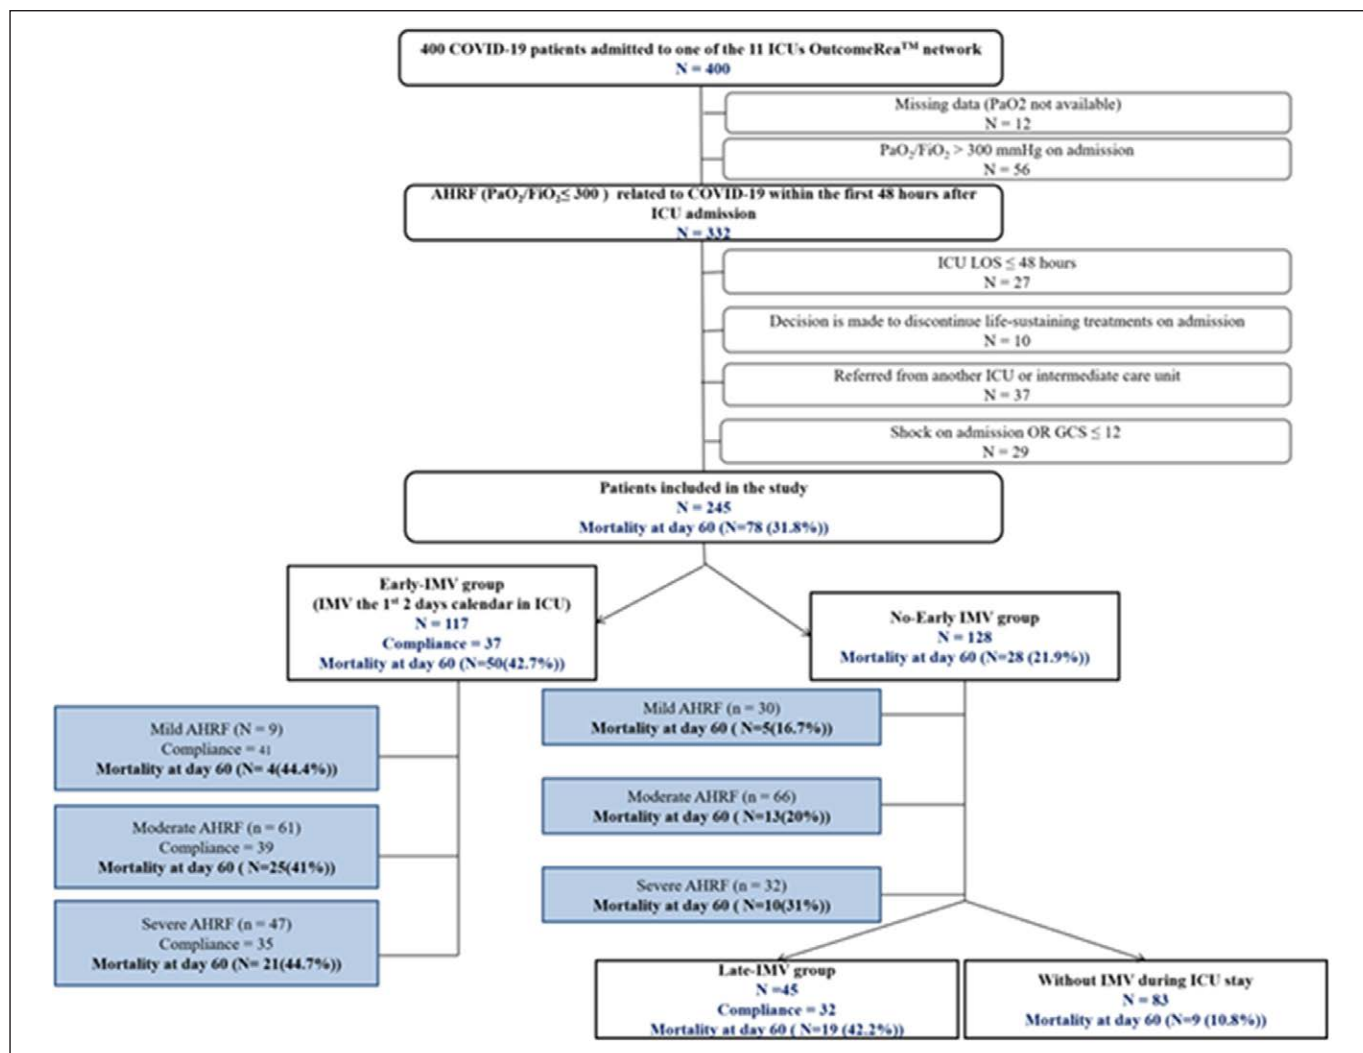 400 COVID-19 patients admitted to one of the 11 ICUs OutcomeRea™ network
N = 400
Missing data (PaO2 not available)
N = 12
PaO₂/FiO₂ > 300 mmHg on admission
N = 56
AHRF (PaO₂/FiO₂≤ 300 ) related to COVID-19 within the first 48 hours after
ICU admission
N = 332
ICU LOS ≤ 48 hours
N = 27
Decision is made to discontinue life-sustaining treatments on admission
N = 10
Referred from another ICU or intermediate care unit
N = 37
Shock on admission OR GCS ≤ 12
N = 29
Patients included in the study
N = 245
Mortality at day 60 (N=78 (31.8%))
Early-IMV group
(IMV the 1st 2 days calendar in ICU)
N = 117
Compliance = 37
Mortality at day 60 (N=50(42.7%))
No-Early IMV group
N = 128
Mortality at day 60 (N=28 (21.9%))
Mild AHRF (N = 9)
Compliance = 41
Mortality at day 60 (N= 4(44.4%))
Moderate AHRF (n = 61)
Compliance = 39
Mortality at day 60 ( N=25(41%))
Severe AHRF (n = 47)
Compliance = 35
Mortality at day 60 (N= 21(44.7%))
Mild AHRF (n = 30)
Mortality at day 60 ( N=5(16.7%))
Moderate AHRF (n = 66)
Mortality at day 60 ( N=13(20%))
Severe AHRF (n = 32)
Mortality at day 60 ( N=10(31%))
Late-IMV group
N =45
Compliance = 32
Mortality at day 60 ( N=19 (42.2%))
Without IMV during ICU stay
N = 83
Mortality at day 60 (N=9 (10.8%))